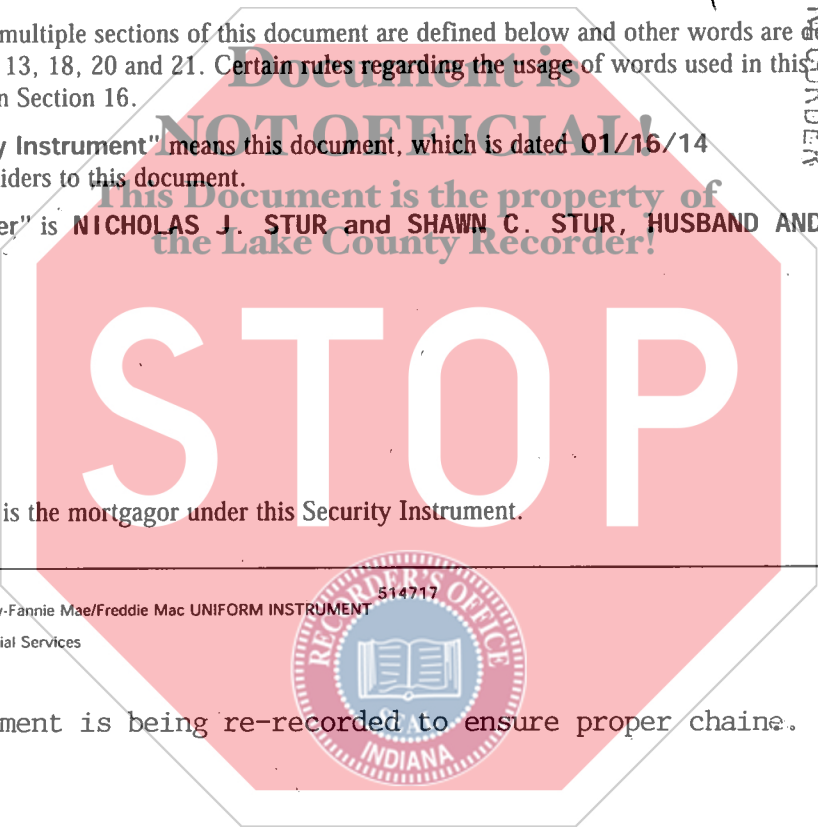 multiple sections of this document are defined below and other words are de
Document is
13, 18, 20 and 21. Certain rules regarding the usage of words used in this
n Section 16.
NOT OFFICIAL!
y Instrument" means this document, which is dated 01/16/14
iders to this document.
This Document is the property of
er" is NICHOLAS J. STUR and SHAWN C. STUR, HUSBAND AND
the Lake County Recorder!
STOP
is the mortgagor under this Security Instrument.
514717
y-Fannie Mae/Freddie Mac UNIFORM INSTRUMENT
ial Services
RECORDER'S OFFICE
SEAL
INDIANA
ment is being re-recorded to ensure proper chaine.
RECORDER